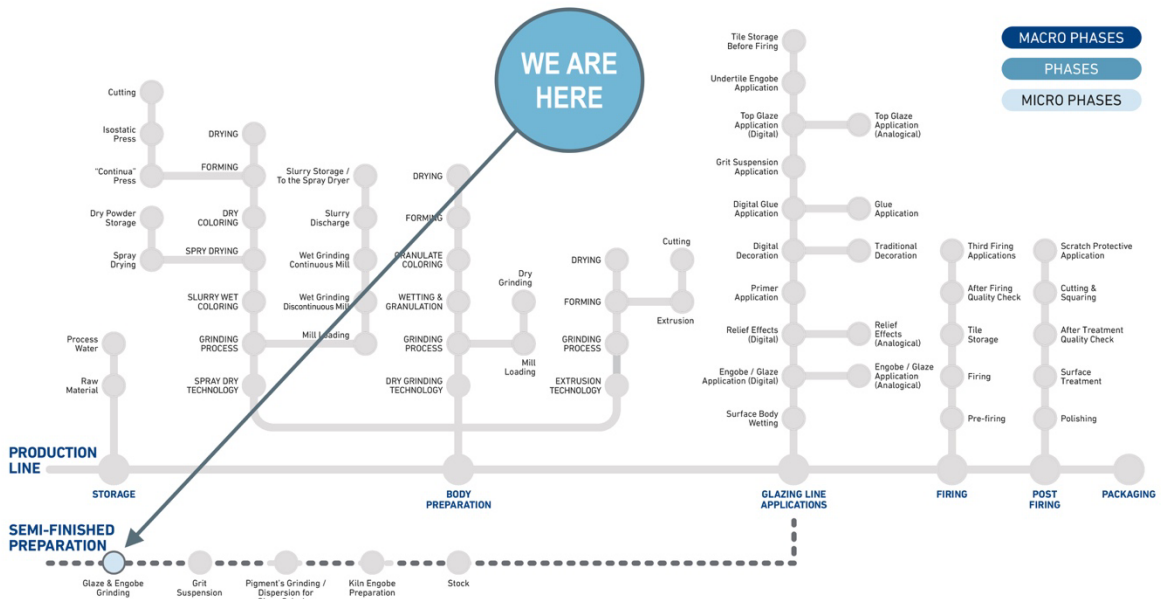 WE ARE
HERE
MACRO PHASES
PHASES
MICRO PHASES
Cutting
Isostatic
Press
"Continua"
Press
Dry Powder
Storage
Spray
Drying
Process
Water
Raw
Material
DRYING
FORMING
DRY
COLORING
SPRY DRYING
SLURRY WET
COLORING
GRINDING
PROCESS
SPRAY DRY
TECHNOLOGY
Slurry Storage /
To the Spray Dryer
Slurry
Discharge
Wet Grinding
Continuous Mill
Wet Grinding
Discontinuous Mill
Mill Loading
DRYING
FORMING
GRANULATE
COLORING
WETTING &
GRANULATION
GRINDING
PROCESS
DRY GRINDING
TECHNOLOGY
Dry
Grinding
Mill
Loading
DRYING
FORMING
GRINDING
PROCESS
EXTRUSION
TECHNOLOGY
Cutting
Extrusion
Tile Storage
Before Firing
Undertile Engobe
Application
Top Glaze
Application
(Digital)
Top Glaze
Application
(Analogical)
Grit Suspension
Application
Digital Glue
Application
Glue
Application
Digital
Decoration
Traditional
Decoration
Primer
Application
Relief Effects
(Digital)
Relief
Effects
(Analogical)
Engobe / Glaze
Application (Digital)
Engobe / Glaze
Application
(Analogical)
Surface Body
Wetting
Third Firing
Applications
After Firing
Quality Check
Tile
Storage
Firing
Pre-firing
Scratch Protective
Application
Cutting &
Squaring
After Treatment
Quality Check
Surface
Treatment
Polishing
PRODUCTION
LINE
STORAGE
BODY
PREPARATION
GLAZING LINE
APPLICATIONS
FIRING
POST
FIRING
PACKAGING
SEMI-FINISHED
PREPARATION
Glaze & Engobe
Grinding
Grit
Suspension
Pigment's Grinding /
Dispersion for
Kiln Engobe
Preparation
Stock